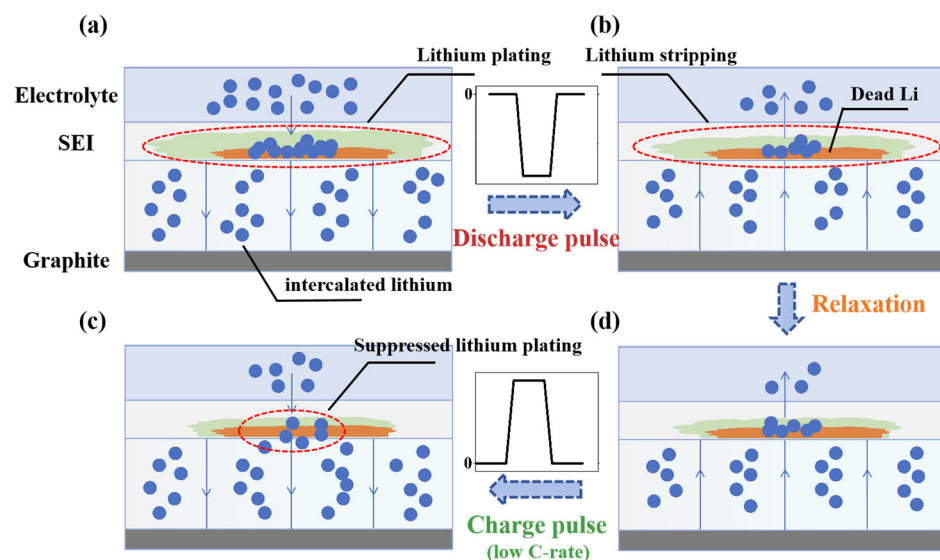 (a)
(b)
Lithium plating
Lithium stripping
Electrolyte
0
Dead Li
SEI
Discharge pulse
Graphite
intercalated lithium
Relaxation
(c)
(d)
Suppressed lithium plating
0
Charge pulse
(low C-rate)